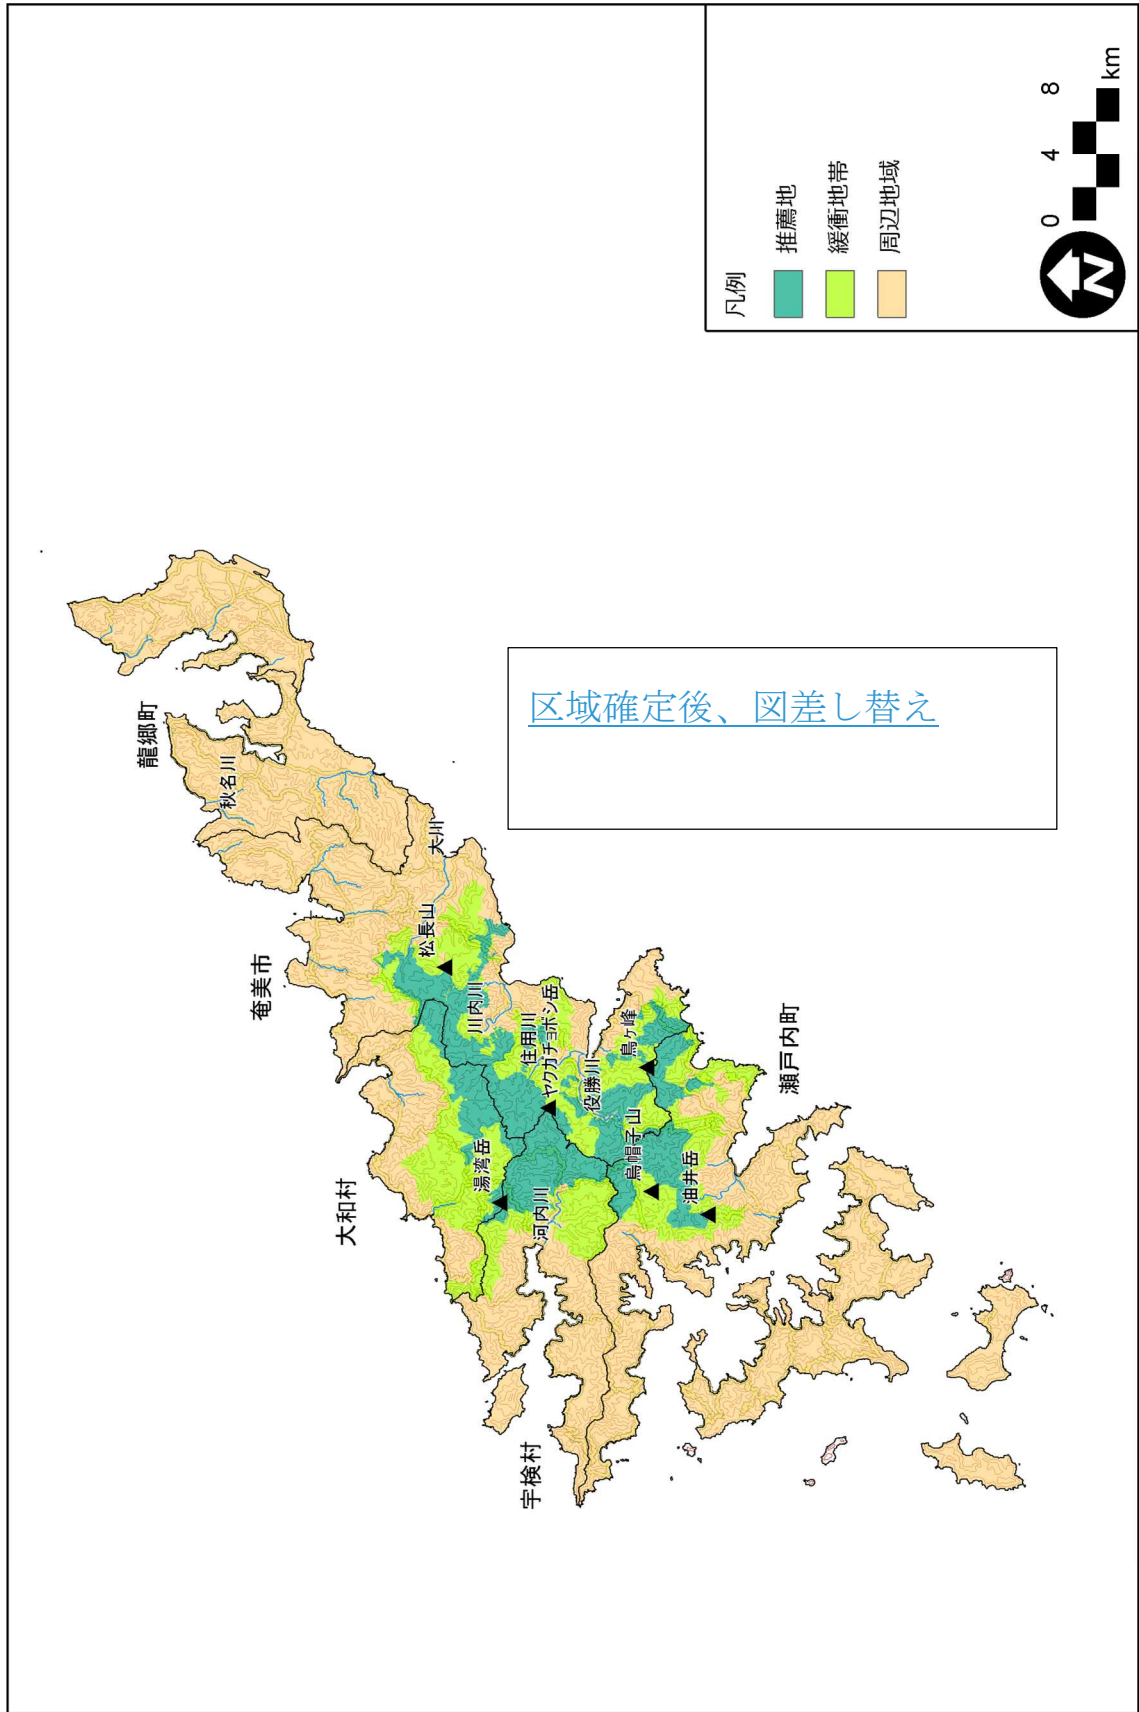 龍郷町
秋名川
奄美市
大川
松長山
川内川
大和村
住用川
ヤクガチョボシ岳
役勝川
鳥ヶ峰
湯湾岳
河内川
烏帽子山
油井岳
瀬戸内町
宇検村
区域確定後、図差し替え
凡例
推薦地
緩衝地帯
周辺地域
N
0 4 8
km